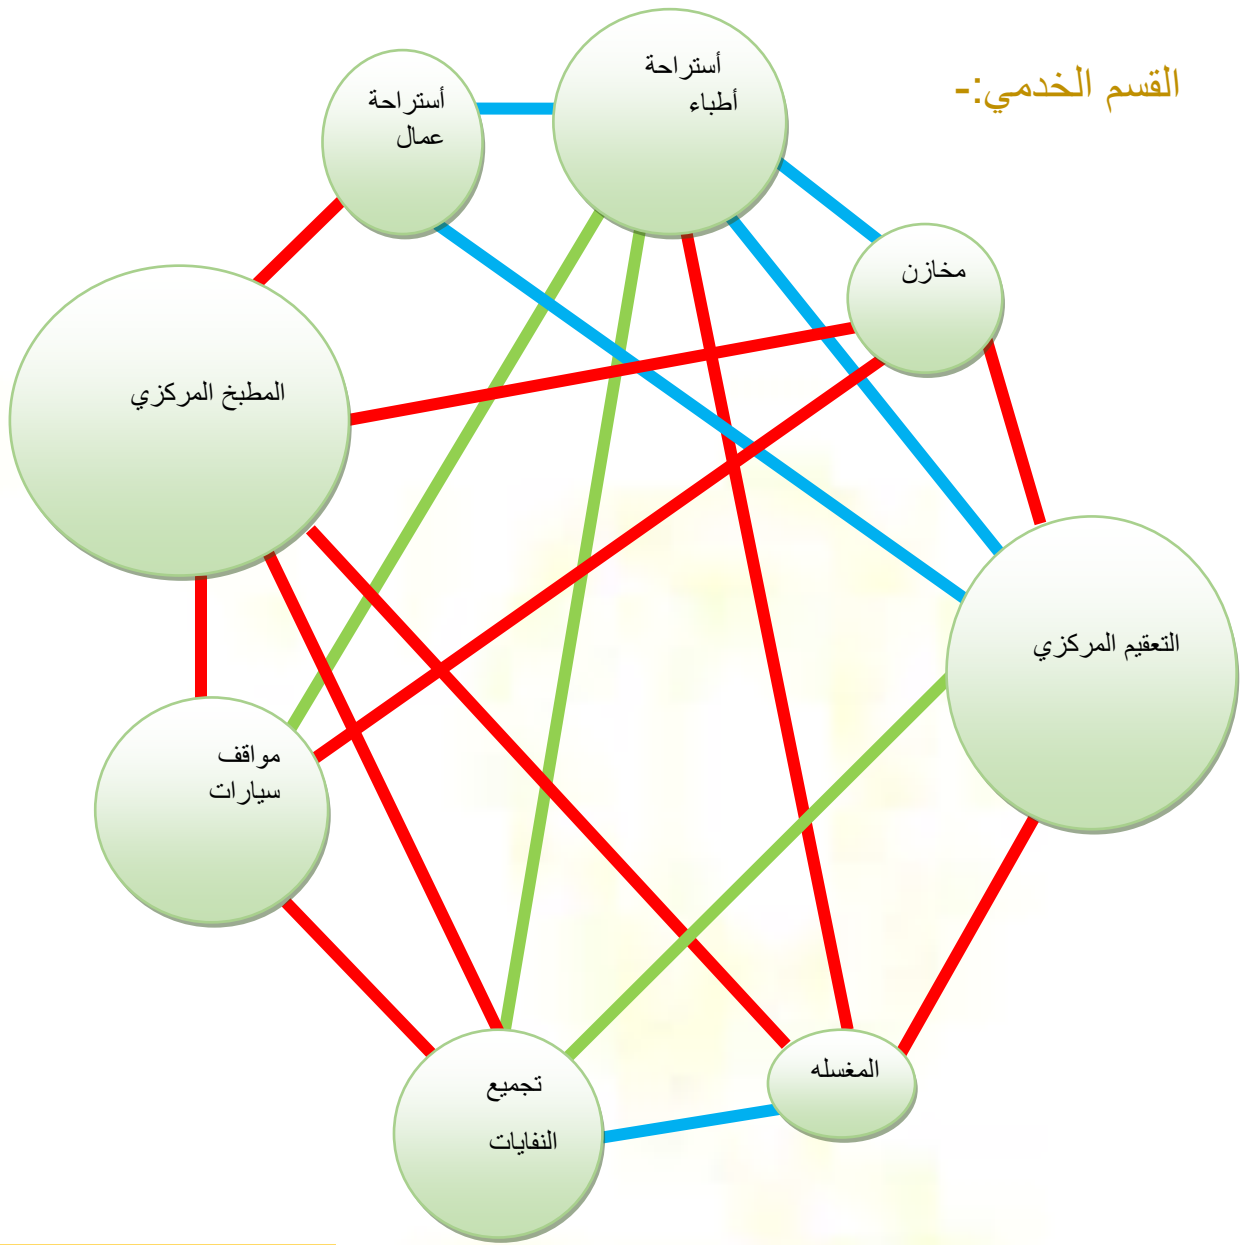 القسم الخدمي:-
أستراحة
أطباء
أستراحة
عمال
مخازن
المطبخ المركزي
التعقيم المركزي
مواقف
سيارات
المغسله
تجميع
النفايات